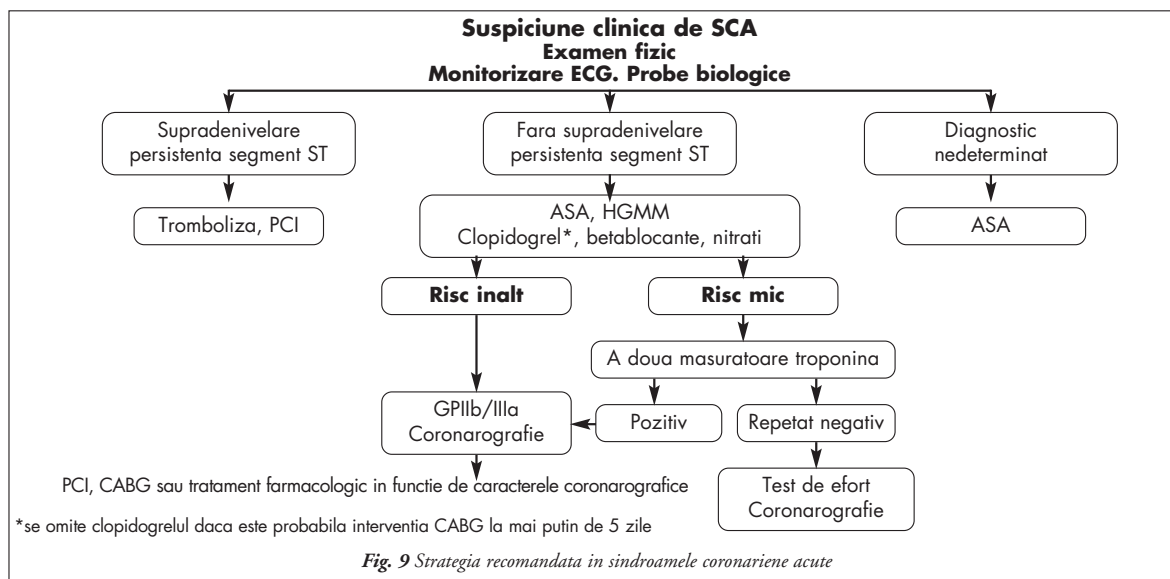 Suspiciune clinica de SCA
Examen fizic
Monitorizare ECG. Probe biologice
Supradenivelare
persistenta segment ST
Fara supradenivelare
persistenta segment ST
Diagnostic
nedeterminat
Tromboliza, PCI
ASA, HGMM
Clopidogrel*, betablocante, nitrati
ASA
Risc inalt
Risc mic
A doua masuratoare troponina
GPIIb/IIIa
Coronarografie
Pozitiv
Repetat negativ
PCI, CABG sau tratament farmacologic in functie de caracterele coronarografice
Test de efort
Coronarografie
*se omite clopidogrelul daca este probabila interventia CABG la mai putin de 5 zile
Fig. 9 Strategia recomandata in sindroamele coronariene acute